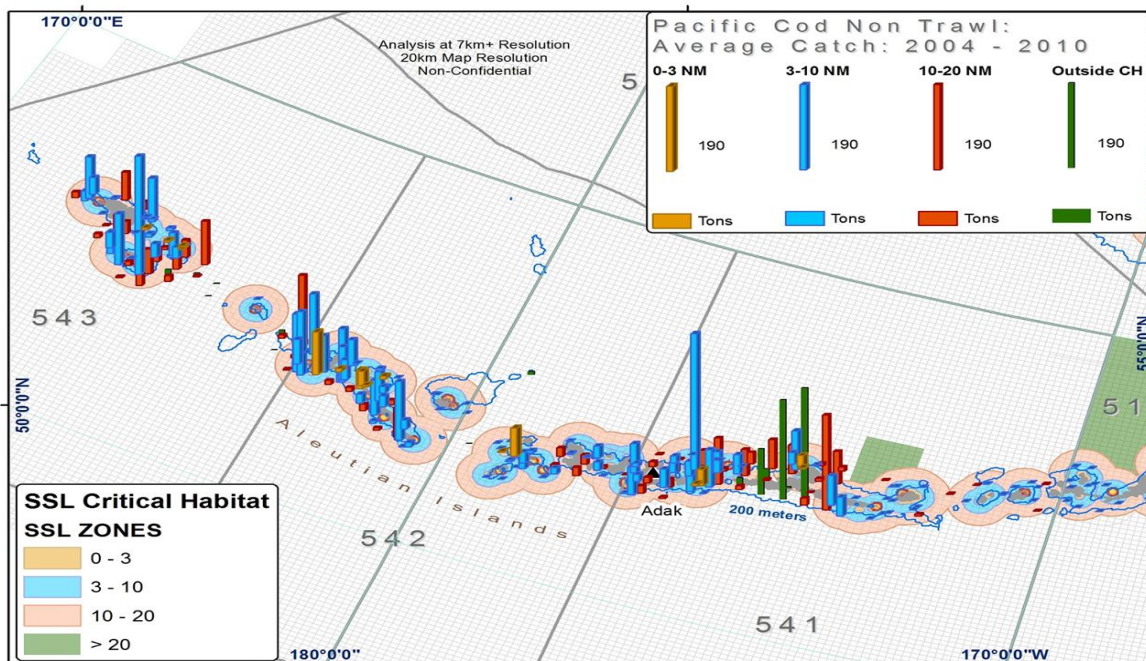 170°0'0"E
Analysis at 7km+ Resolution
20km Map Resolution
Non-Confidential
Pacific Cod Non Trawl:
Average Catch: 2004 - 2010
0-3 NM 3-10 NM 10-20 NM Outside CH
190 190 190 190
Tons Tons Tons Tons
5
543
55°0'0"N
51
50°0'0"N
Aleutian Islands
Adak
200 meters
542
541
SSL Critical Habitat
SSL ZONES
0 - 3
3 - 10
10 - 20
> 20
180°0'0"
170°0'0"W